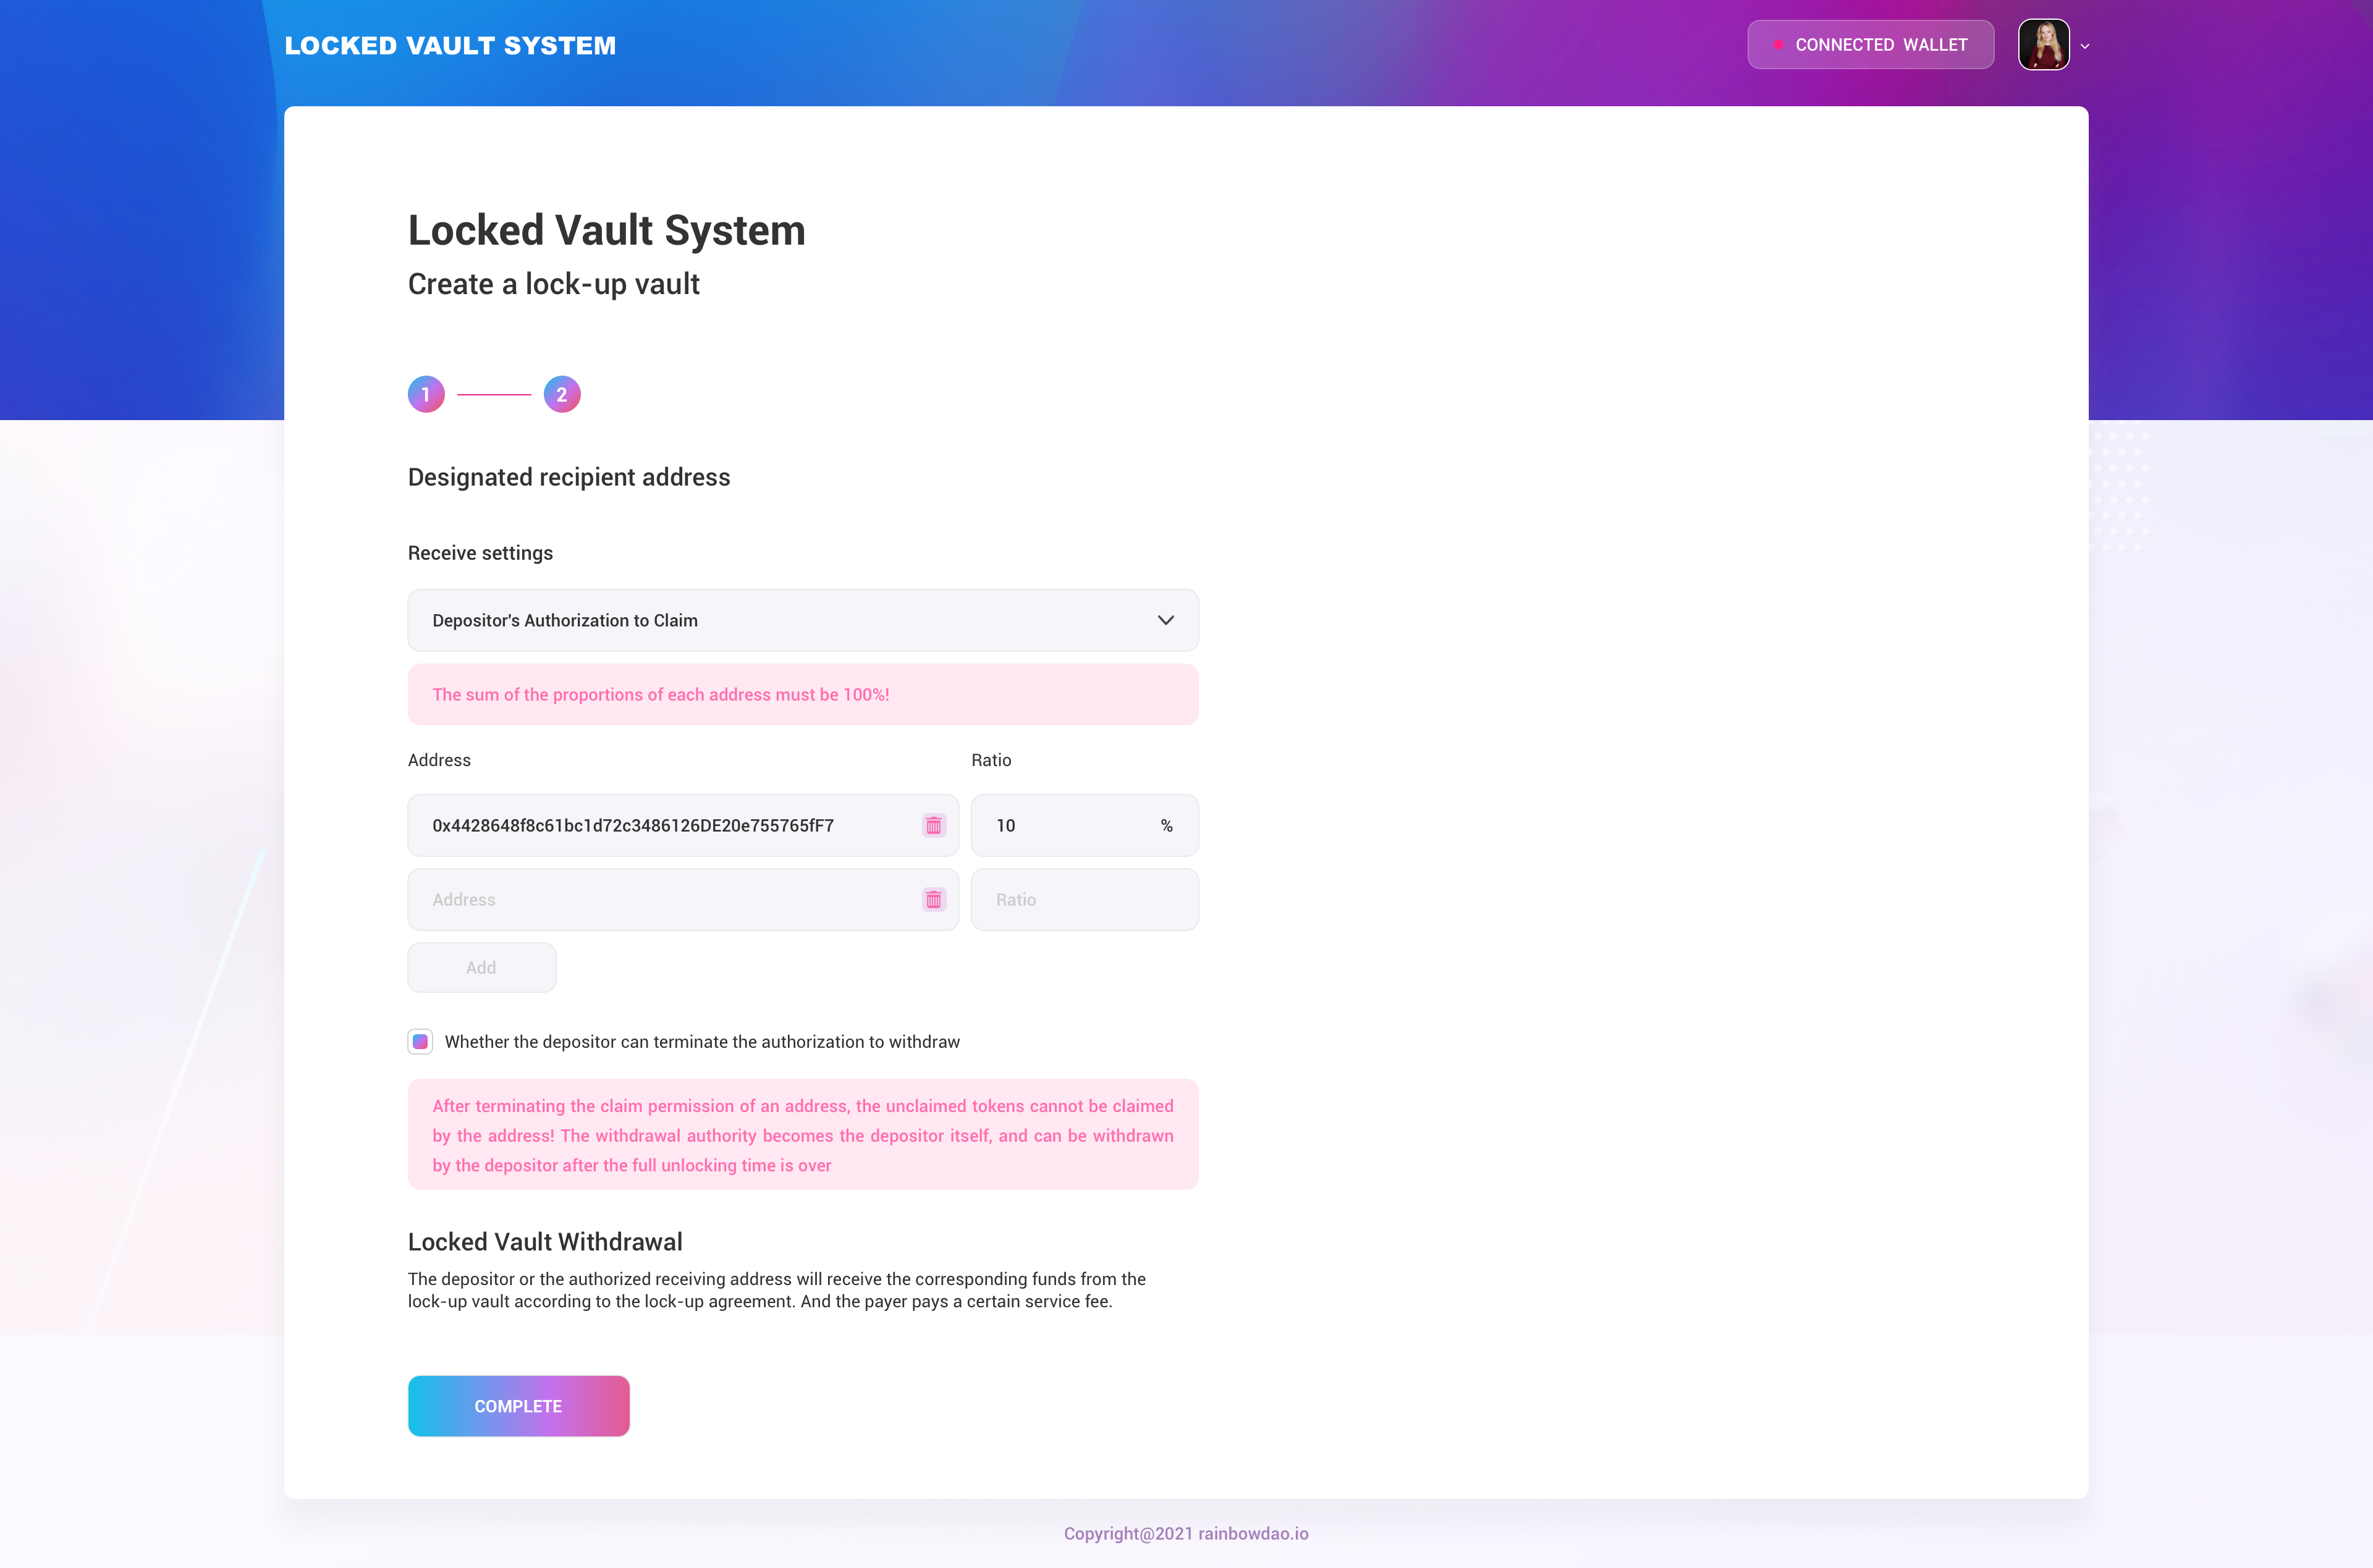 LOCKED VAULT SYSTEM
CONNECTED WALLET
Locked Vault System
Create a lock-up vault
1
2
Designated recipient address
Receive settings
Depositor's Authorization to Claim
The sum of the proportions of each address must be 100%!
Address
Ratio
0x4428648f8c61bc1d72c3486126DE20e755765fF7
10
%
Address
Ratio
Add
Whether the depositor can terminate the authorization to withdraw
After terminating the claim permission of an address, the unclaimed tokens cannot be claimed
by the address! The withdrawal authority becomes the depositor itself, and can be withdrawn
by the depositor after the full unlocking time is over
Locked Vault Withdrawal
The depositor or the authorized receiving address will receive the corresponding funds from the
lock-up vault according to the lock-up agreement. And the payer pays a certain service fee.
COMPLETE
Copyright@2021 rainbowdao.io